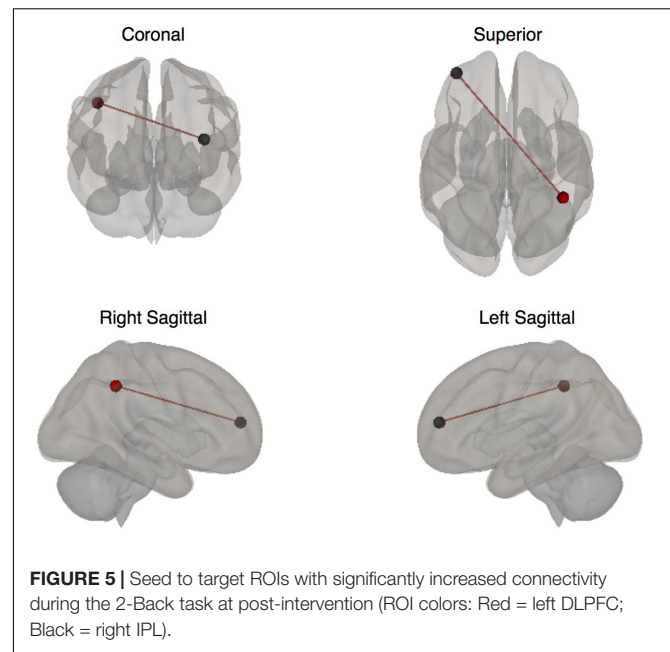 Coronal
Superior
Right Sagittal
Left Sagittal
FIGURE 5 | Seed to target ROIs with significantly increased connectivity
during the 2-Back task at post-intervention (ROI colors: Red = left DLPFC;
Black = right IPL).